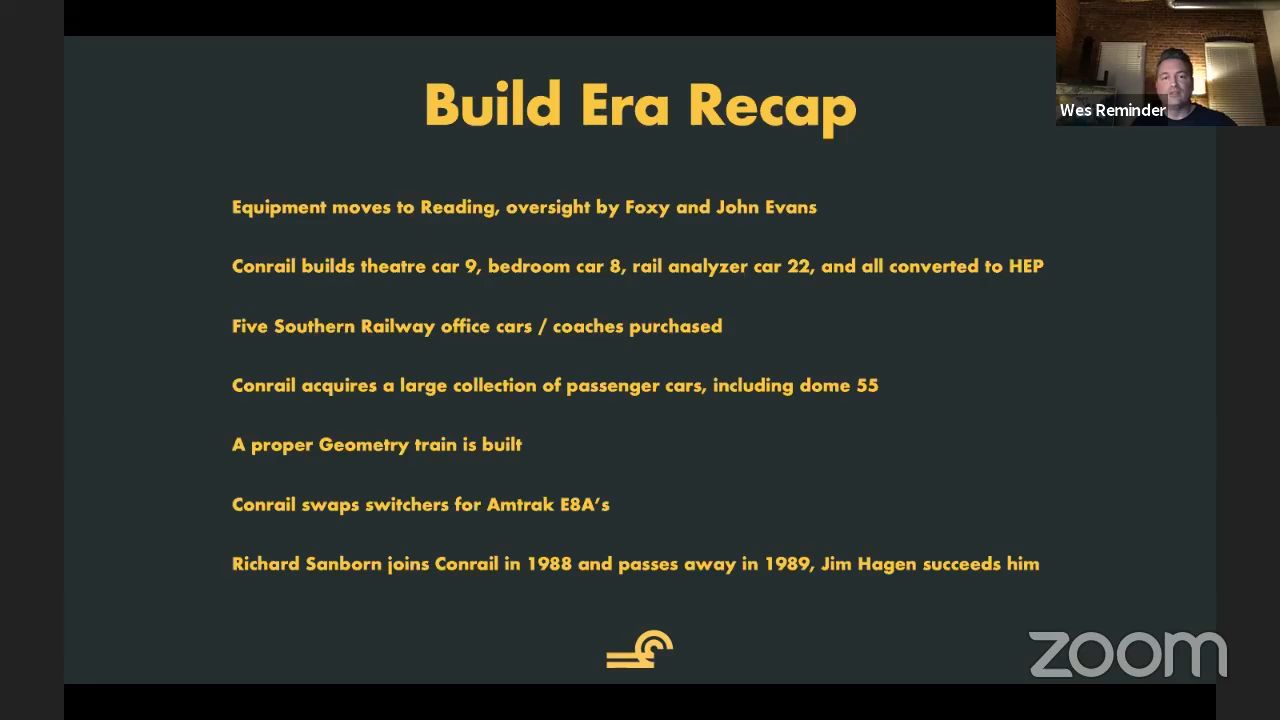 Build Era Recap
Wes Reminder
Equipment moves to Reading, oversight by Foxy and John Evans
Conrail builds theatre car 9, bedroom car 8, rail analyzer car 22, and all converted to HEP
Five Southern Railway office cars / coaches purchased
Conrail acquires a large collection of passenger cars, including dome 55
A proper Geometry train is built
Conrail swaps switchers for Amtrak E8A’s
Richard Sanborn joins Conrail in 1988 and passes away in 1989, Jim Hagen succeeds him
zoom